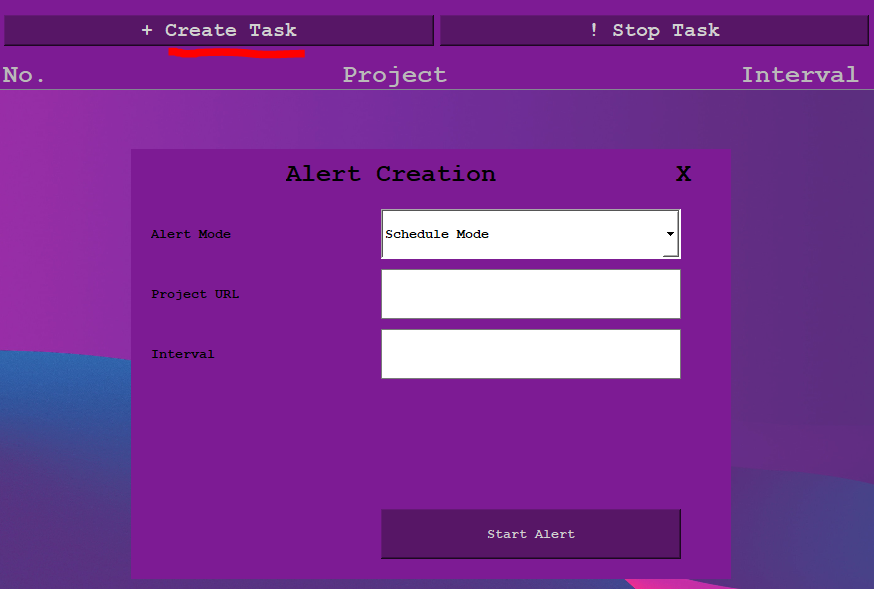 + Create Task
! Stop Task
No. Project Interval
Alert Creation X
Alert Mode Schedule Mode
Project URL
Interval
Start Alert